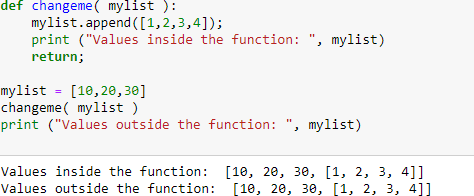 def changeme( mylist ):
    mylist.append([1,2,3,4]);
    print ("Values inside the function: ", mylist)
    return;

mylist = [10,20,30]
changeme( mylist )
print ("Values outside the function: ", mylist)

Values inside the function:  [10, 20, 30, [1, 2, 3, 4]]
Values outside the function:  [10, 20, 30, [1, 2, 3, 4]]